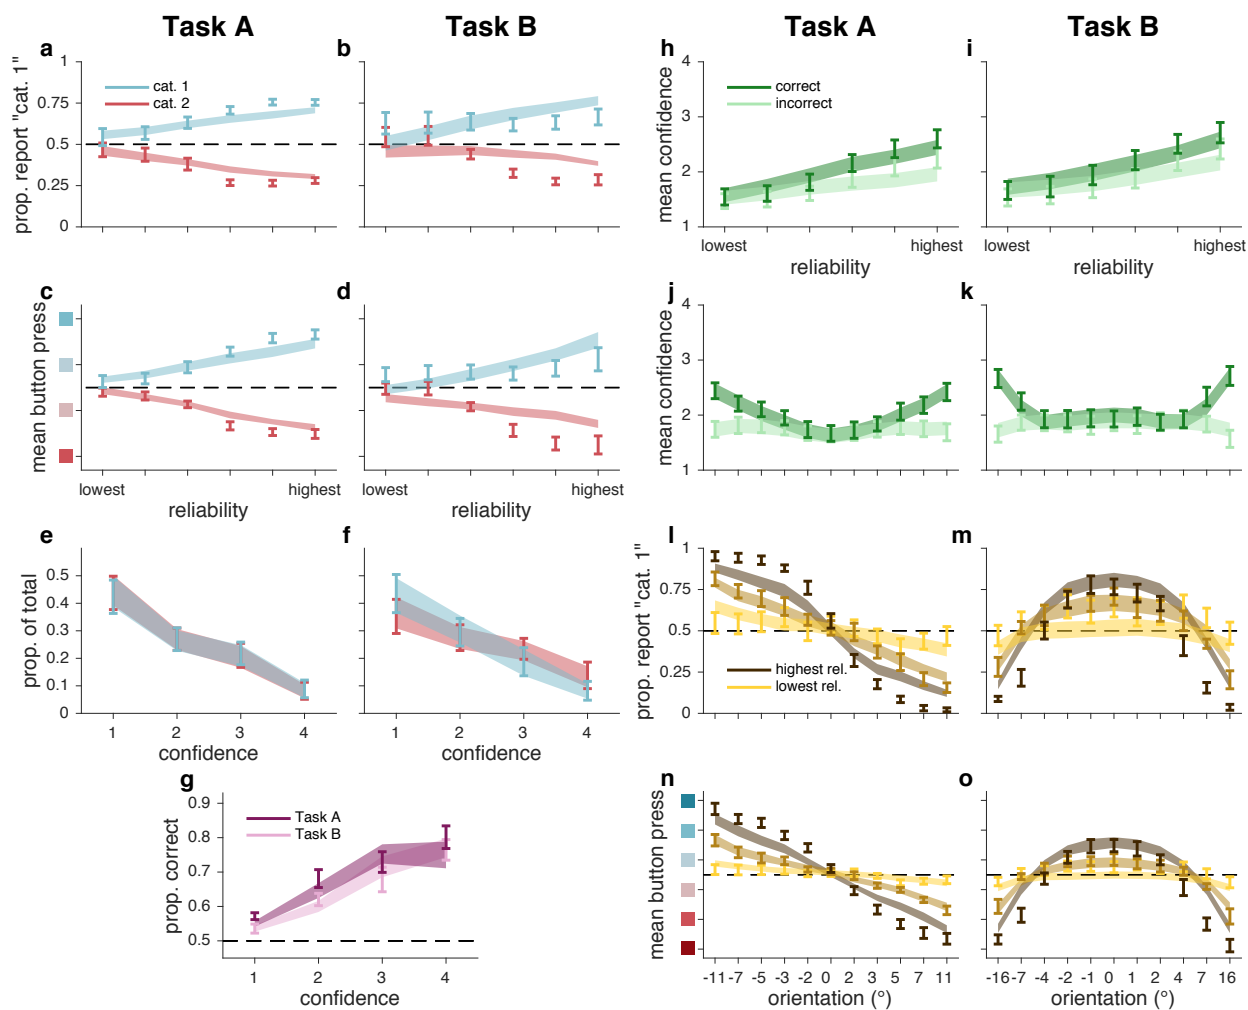 Task A
Task B
Task A
Task B
a
b
h
i
prop. report "cat. 1"
1
0.75
0.5
0.25
0
cat. 1
cat. 2
mean confidence
4
3
2
1
correct
incorrect
lowest
highest
lowest
highest
reliability
reliability
c
d
j
k
mean button press
lowest
highest
lowest
highest
reliability
reliability
mean confidence
4
3
2
1
e
f
l
m
prop. of total
0.5
0.4
0.3
0.2
0.1
0
1
2
3
4
1
2
3
4
confidence
confidence
prop. report "cat. 1"
1
0.75
0.5
0.25
0
highest rel.
lowest rel.
g
n
o
prop. correct
0.9
0.8
0.7
0.6
0.5
Task A
Task B
1
2
3
4
confidence
mean button press
-11 -7 -5 -3 -2 0 2 3 5 7 11
-16 -7 -4 -2 -1 0 1 2 4 7 16
orientation (°)
orientation (°)